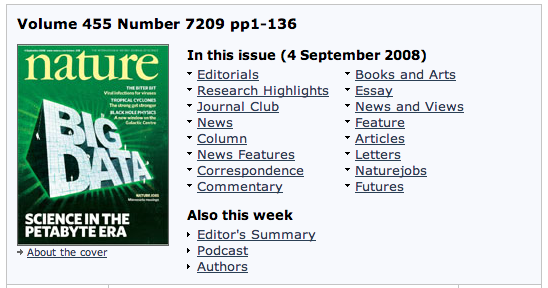 Volume 455 Number 7209 pp1-136
nature
THE BITER BIT
Viral infections for viruses
TROPICAL CYCLONES
The strong get stronger
BLACK HOLE PHYSICS
A new window on the
Galactic Centre
BIG
DATA
NATURE JOBS
SCIENCE IN THE
PETABYTE ERA
About the cover
In this issue (4 September 2008)
Editorials
Research Highlights
Journal Club
News
Column
News Features
Correspondence
Commentary
Books and Arts
Essay
News and Views
Feature
Articles
Letters
Naturejobs
Futures
Also this week
Editor's Summary
Podcast
Authors